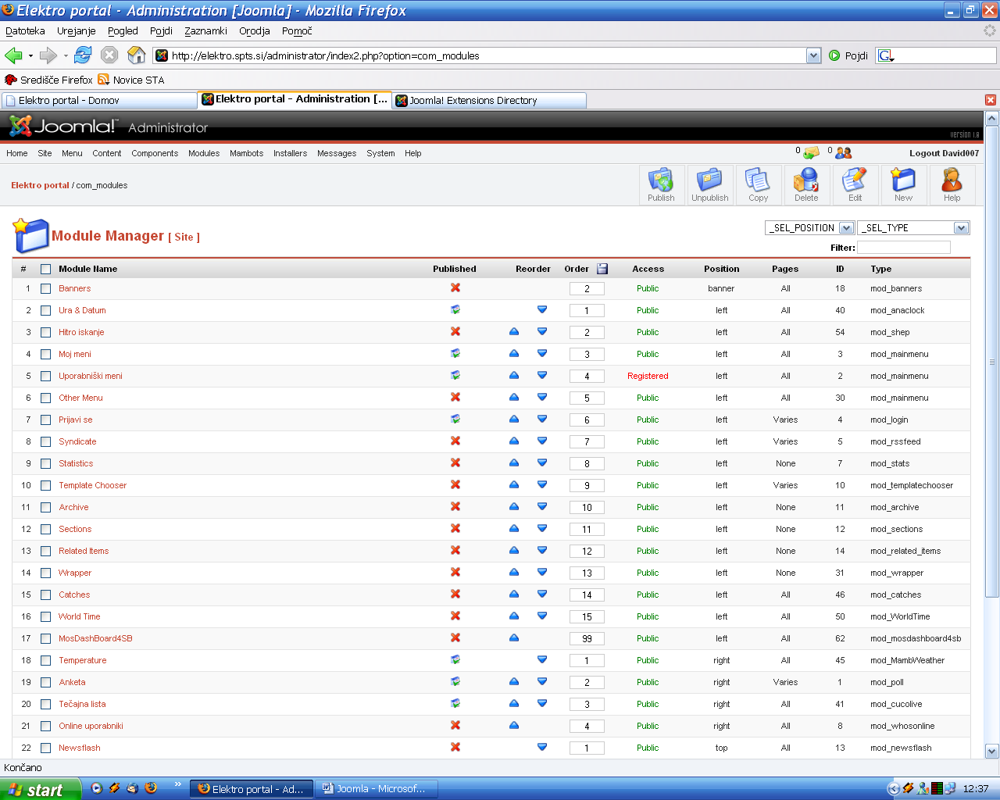 Elektro portal - Administration [Joomla] - Mozilla Firefox
Datoteka Urejanje Pogled Pojdi Zaznamki Orodja Pomoč
http://elektro.spts.si/administrator/index2.php?option=com_modules Pojdi G
Središče Firefox Novice STA
Elektro portal - Domov Elektro portal - Administration [... Joomla! Extensions Directory
Joomla! Administrator
version 1.0
Home Site Menu Content Components Modules Mambots Installers Messages System Help 0 0 Logout David007
Elektro portal / com_modules
Publish Unpublish Copy Delete Edit New Help
Module Manager [ Site ] _SEL_POSITION _SEL_TYPE
Filter:
# Module Name Published Reorder Order Access Position Pages ID Type
1 Banners 2 Public banner All 18 mod_banners
2 Ura & Datum 1 Public left All 40 mod_anaclock
3 Hitro iskanje 2 Public left All 54 mod_shep
4 Moj meni 3 Public left All 3 mod_mainmenu
5 Uporabniški meni 4 Registered left All 2 mod_mainmenu
6 Other Menu 5 Public left All 30 mod_mainmenu
7 Prijavi se 6 Public left Varies 4 mod_login
8 Syndicate 7 Public left Varies 5 mod_rssfeed
9 Statistics 8 Public left None 7 mod_stats
10 Template Chooser 9 Public left Varies 10 mod_templatechooser
11 Archive 10 Public left None 11 mod_archive
12 Sections 11 Public left None 12 mod_sections
13 Related Items 12 Public left None 14 mod_related_items
14 Wrapper 13 Public left None 31 mod_wrapper
15 Catches 14 Public left All 46 mod_catches
16 World Time 15 Public left All 50 mod_WorldTime
17 MosDashBoard4SB 99 Public left All 62 mod_mosdashboard4sb
18 Temperature 1 Public right All 45 mod_MambWeather
19 Anketa 2 Public right Varies 1 mod_poll
20 Tečajna lista 3 Public right All 41 mod_cucolive
21 Online uporabniki 4 Public right All 8 mod_whosonline
22 Newsflash 1 Public top All 13 mod_newsflash
Končano
start » Elektro portal - Ad... Joomla - Microsof... 12:37